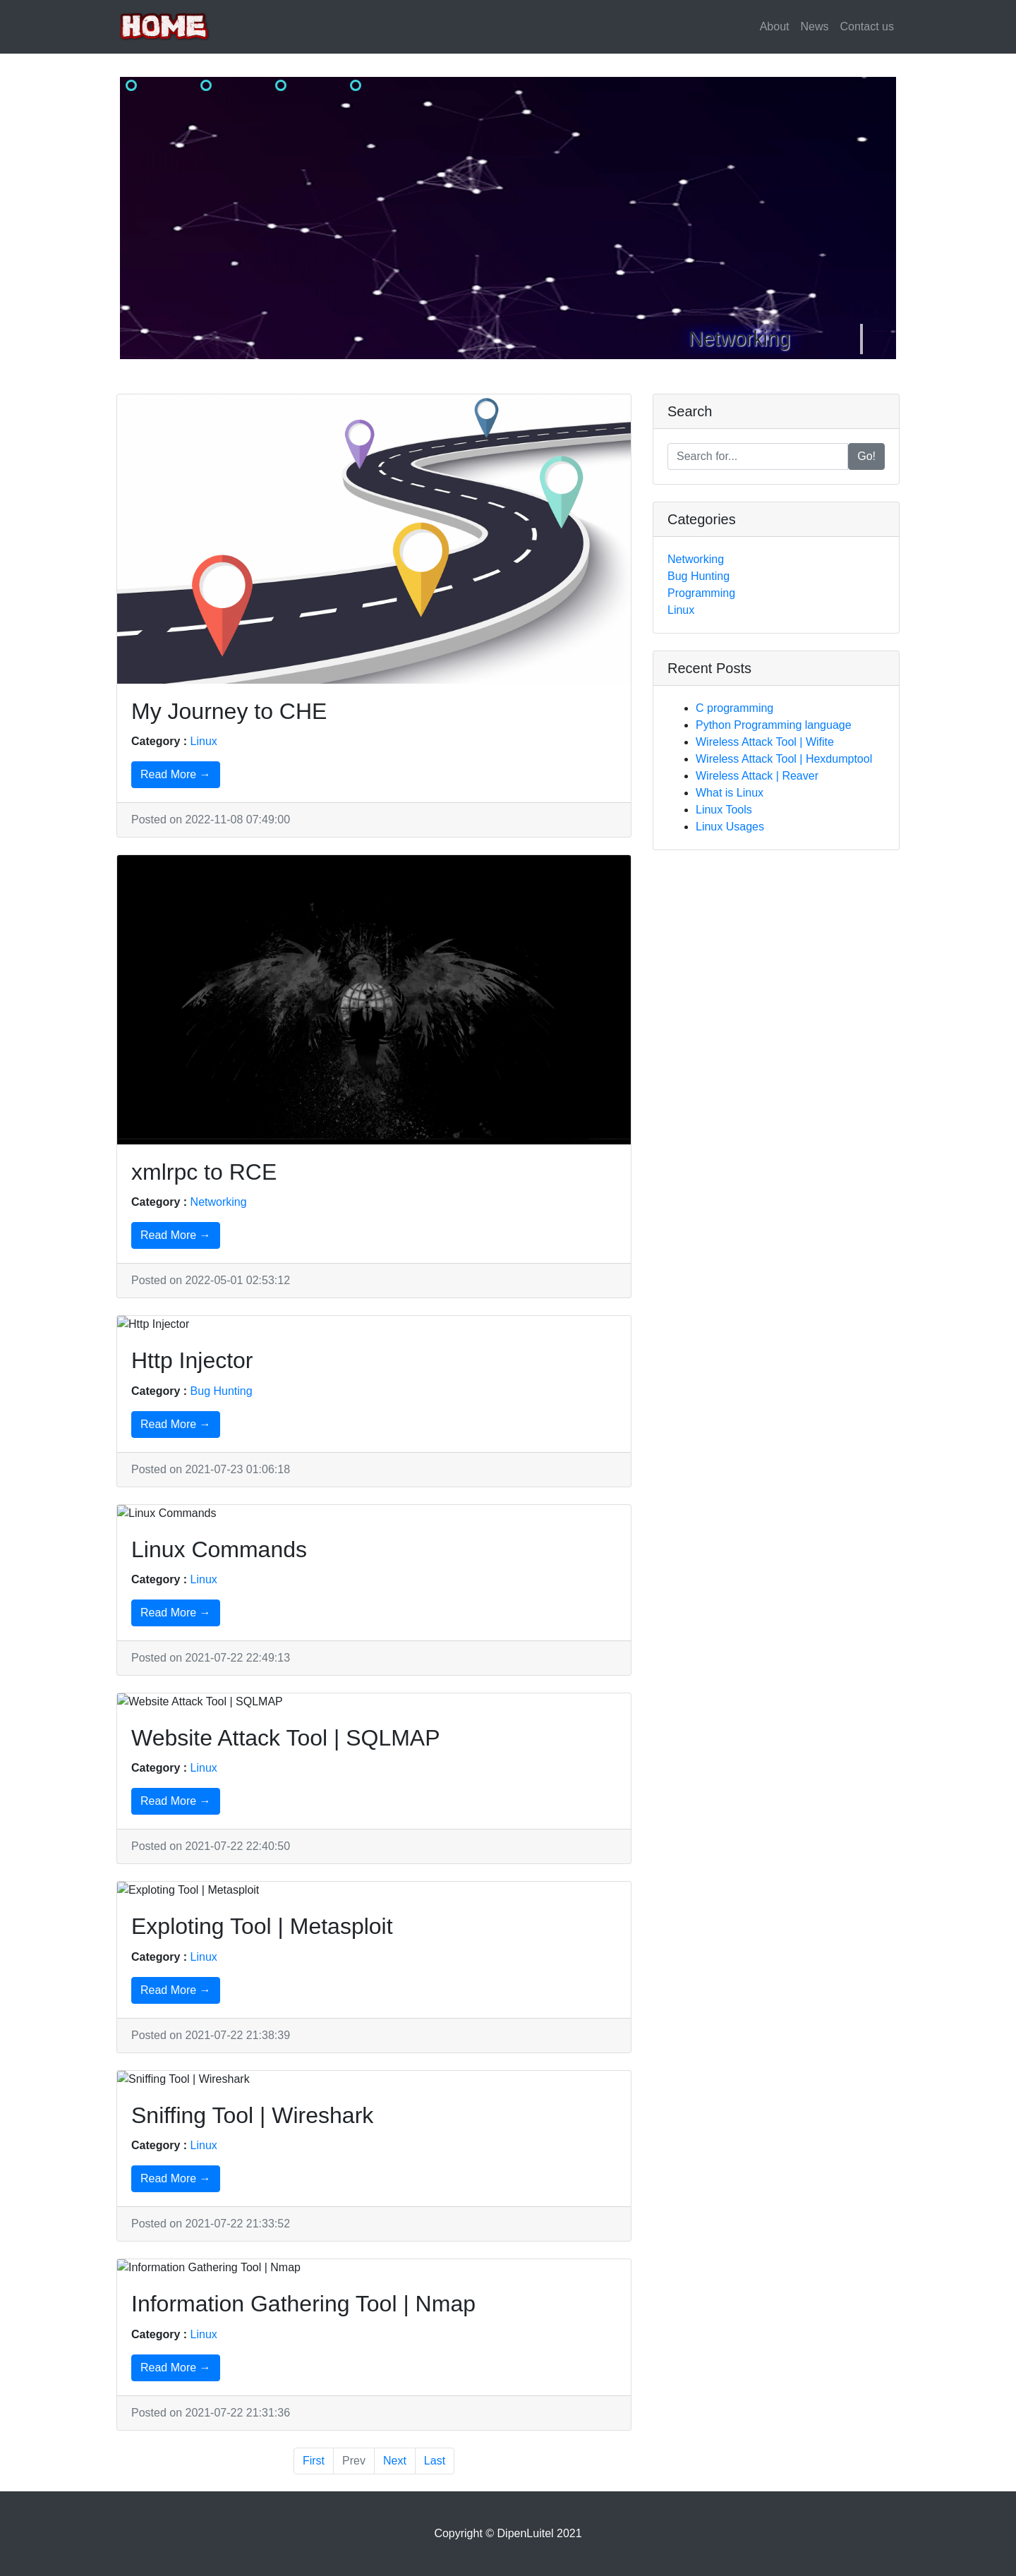 HOME
About News Contact us
Networking
My Journey to CHE
Category : Linux
Read More →
Posted on 2022-11-08 07:49:00
xmlrpc to RCE
Category : Networking
Read More →
Posted on 2022-05-01 02:53:12
Http Injector
Http Injector
Category : Bug Hunting
Read More →
Posted on 2021-07-23 01:06:18
Linux Commands
Linux Commands
Category : Linux
Read More →
Posted on 2021-07-22 22:49:13
Website Attack Tool | SQLMAP
Website Attack Tool | SQLMAP
Category : Linux
Read More →
Posted on 2021-07-22 22:40:50
Exploting Tool | Metasploit
Exploting Tool | Metasploit
Category : Linux
Read More →
Posted on 2021-07-22 21:38:39
Sniffing Tool | Wireshark
Sniffing Tool | Wireshark
Category : Linux
Read More →
Posted on 2021-07-22 21:33:52
Information Gathering Tool | Nmap
Information Gathering Tool | Nmap
Category : Linux
Read More →
Posted on 2021-07-22 21:31:36
First Prev Next Last
Search
Search for... Go!
Categories
Networking
Bug Hunting
Programming
Linux
Recent Posts
C programming
Python Programming language
Wireless Attack Tool | Wifite
Wireless Attack Tool | Hexdumptool
Wireless Attack | Reaver
What is Linux
Linux Tools
Linux Usages
Copyright © DipenLuitel 2021